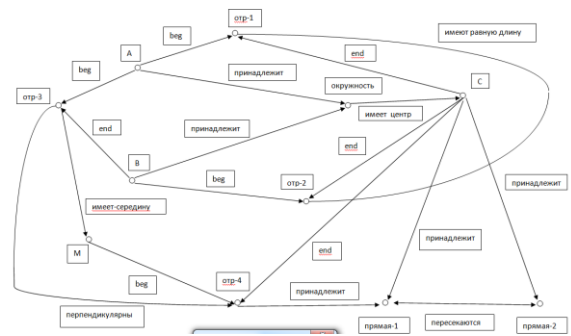 отр-1
имеют равную длину
beg
A
end
C
beg
принадлежит
окружность
отр-3
имеет центр
end
принадлежит
end
B
beg
отр-2
принадлежит
имеет-середину
принадлежит
M
end
отр-4
beg
принадлежит
перпендикулярны
прямая-1
пересекаются
прямая-2